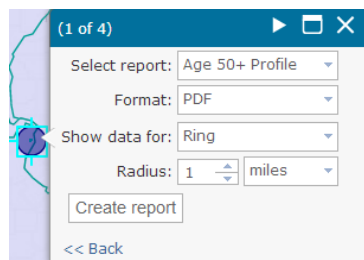 (1 of 4)
Select report: Age 50+ Profile
Format: PDF
Show data for: Ring
Radius: 1 miles
Create report
<< Back